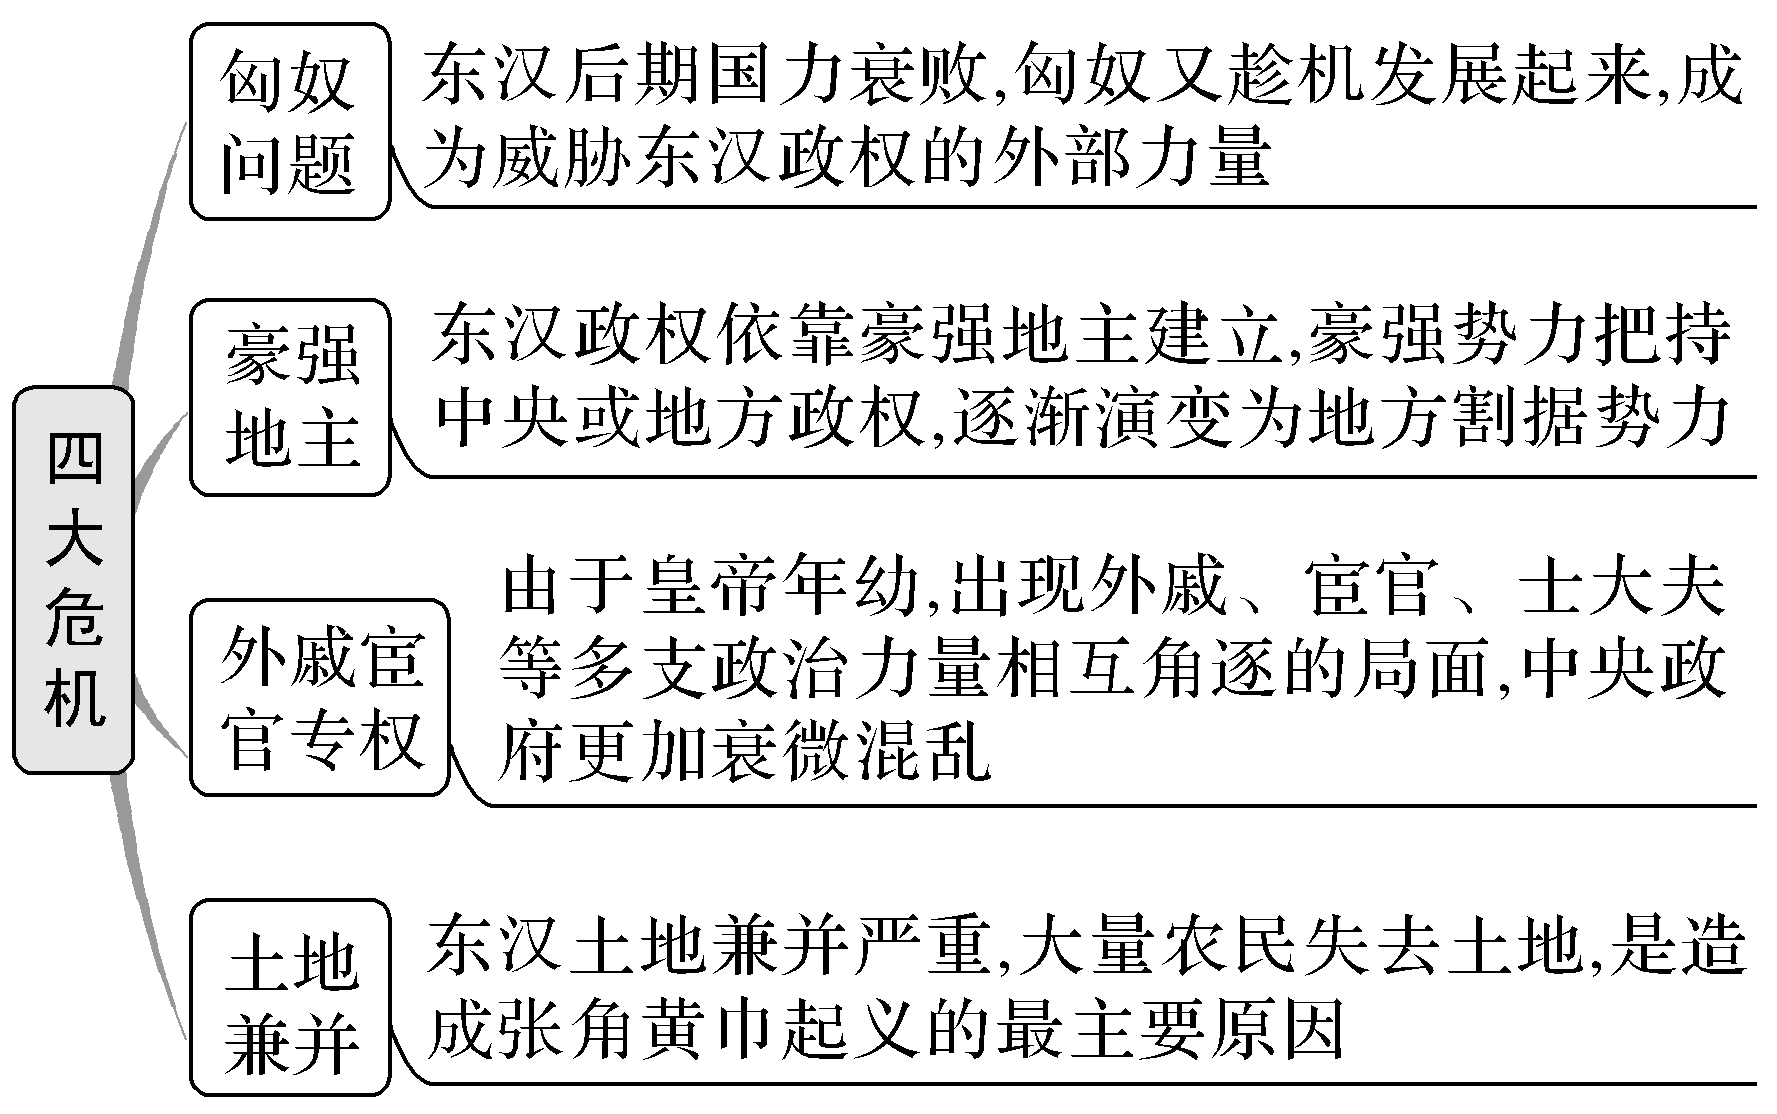 四大危机
匈奴
问题
东汉后期国力衰败,匈奴又趁机发展起来,成
为威胁东汉政权的外部力量
豪强
地主
东汉政权依靠豪强地主建立,豪强势力把持
中央或地方政权,逐渐演变为地方割据势力
外戚宦
官专权
由于皇帝年幼,出现外戚、宦官、士大夫
等多支政治力量相互角逐的局面,中央政
府更加衰微混乱
土地
兼并
东汉土地兼并严重,大量农民失去土地,是造
成张角黄巾起义的最主要原因